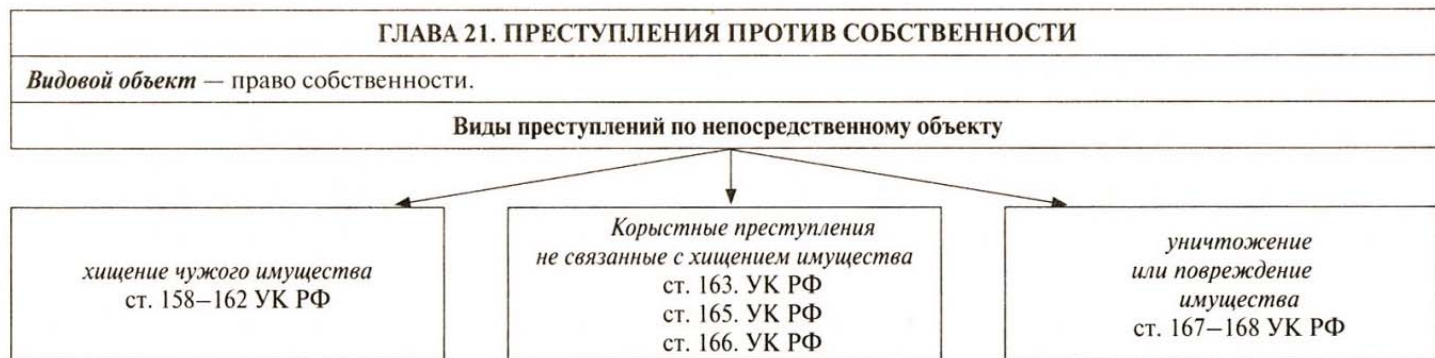 ГЛАВА 21. ПРЕСТУПЛЕНИЯ ПРОТИВ СОБСТВЕННОСТИ
Видовой объект — право собственности.
Виды преступлений по непосредственному объекту
хищение чужого имущества
ст. 158–162 УК РФ
Корыстные преступления
не связанные с хищением имущества
ст. 163. УК РФ
ст. 165. УК РФ
ст. 166. УК РФ
уничтожение
или повреждение
имущества
ст. 167–168 УК РФ